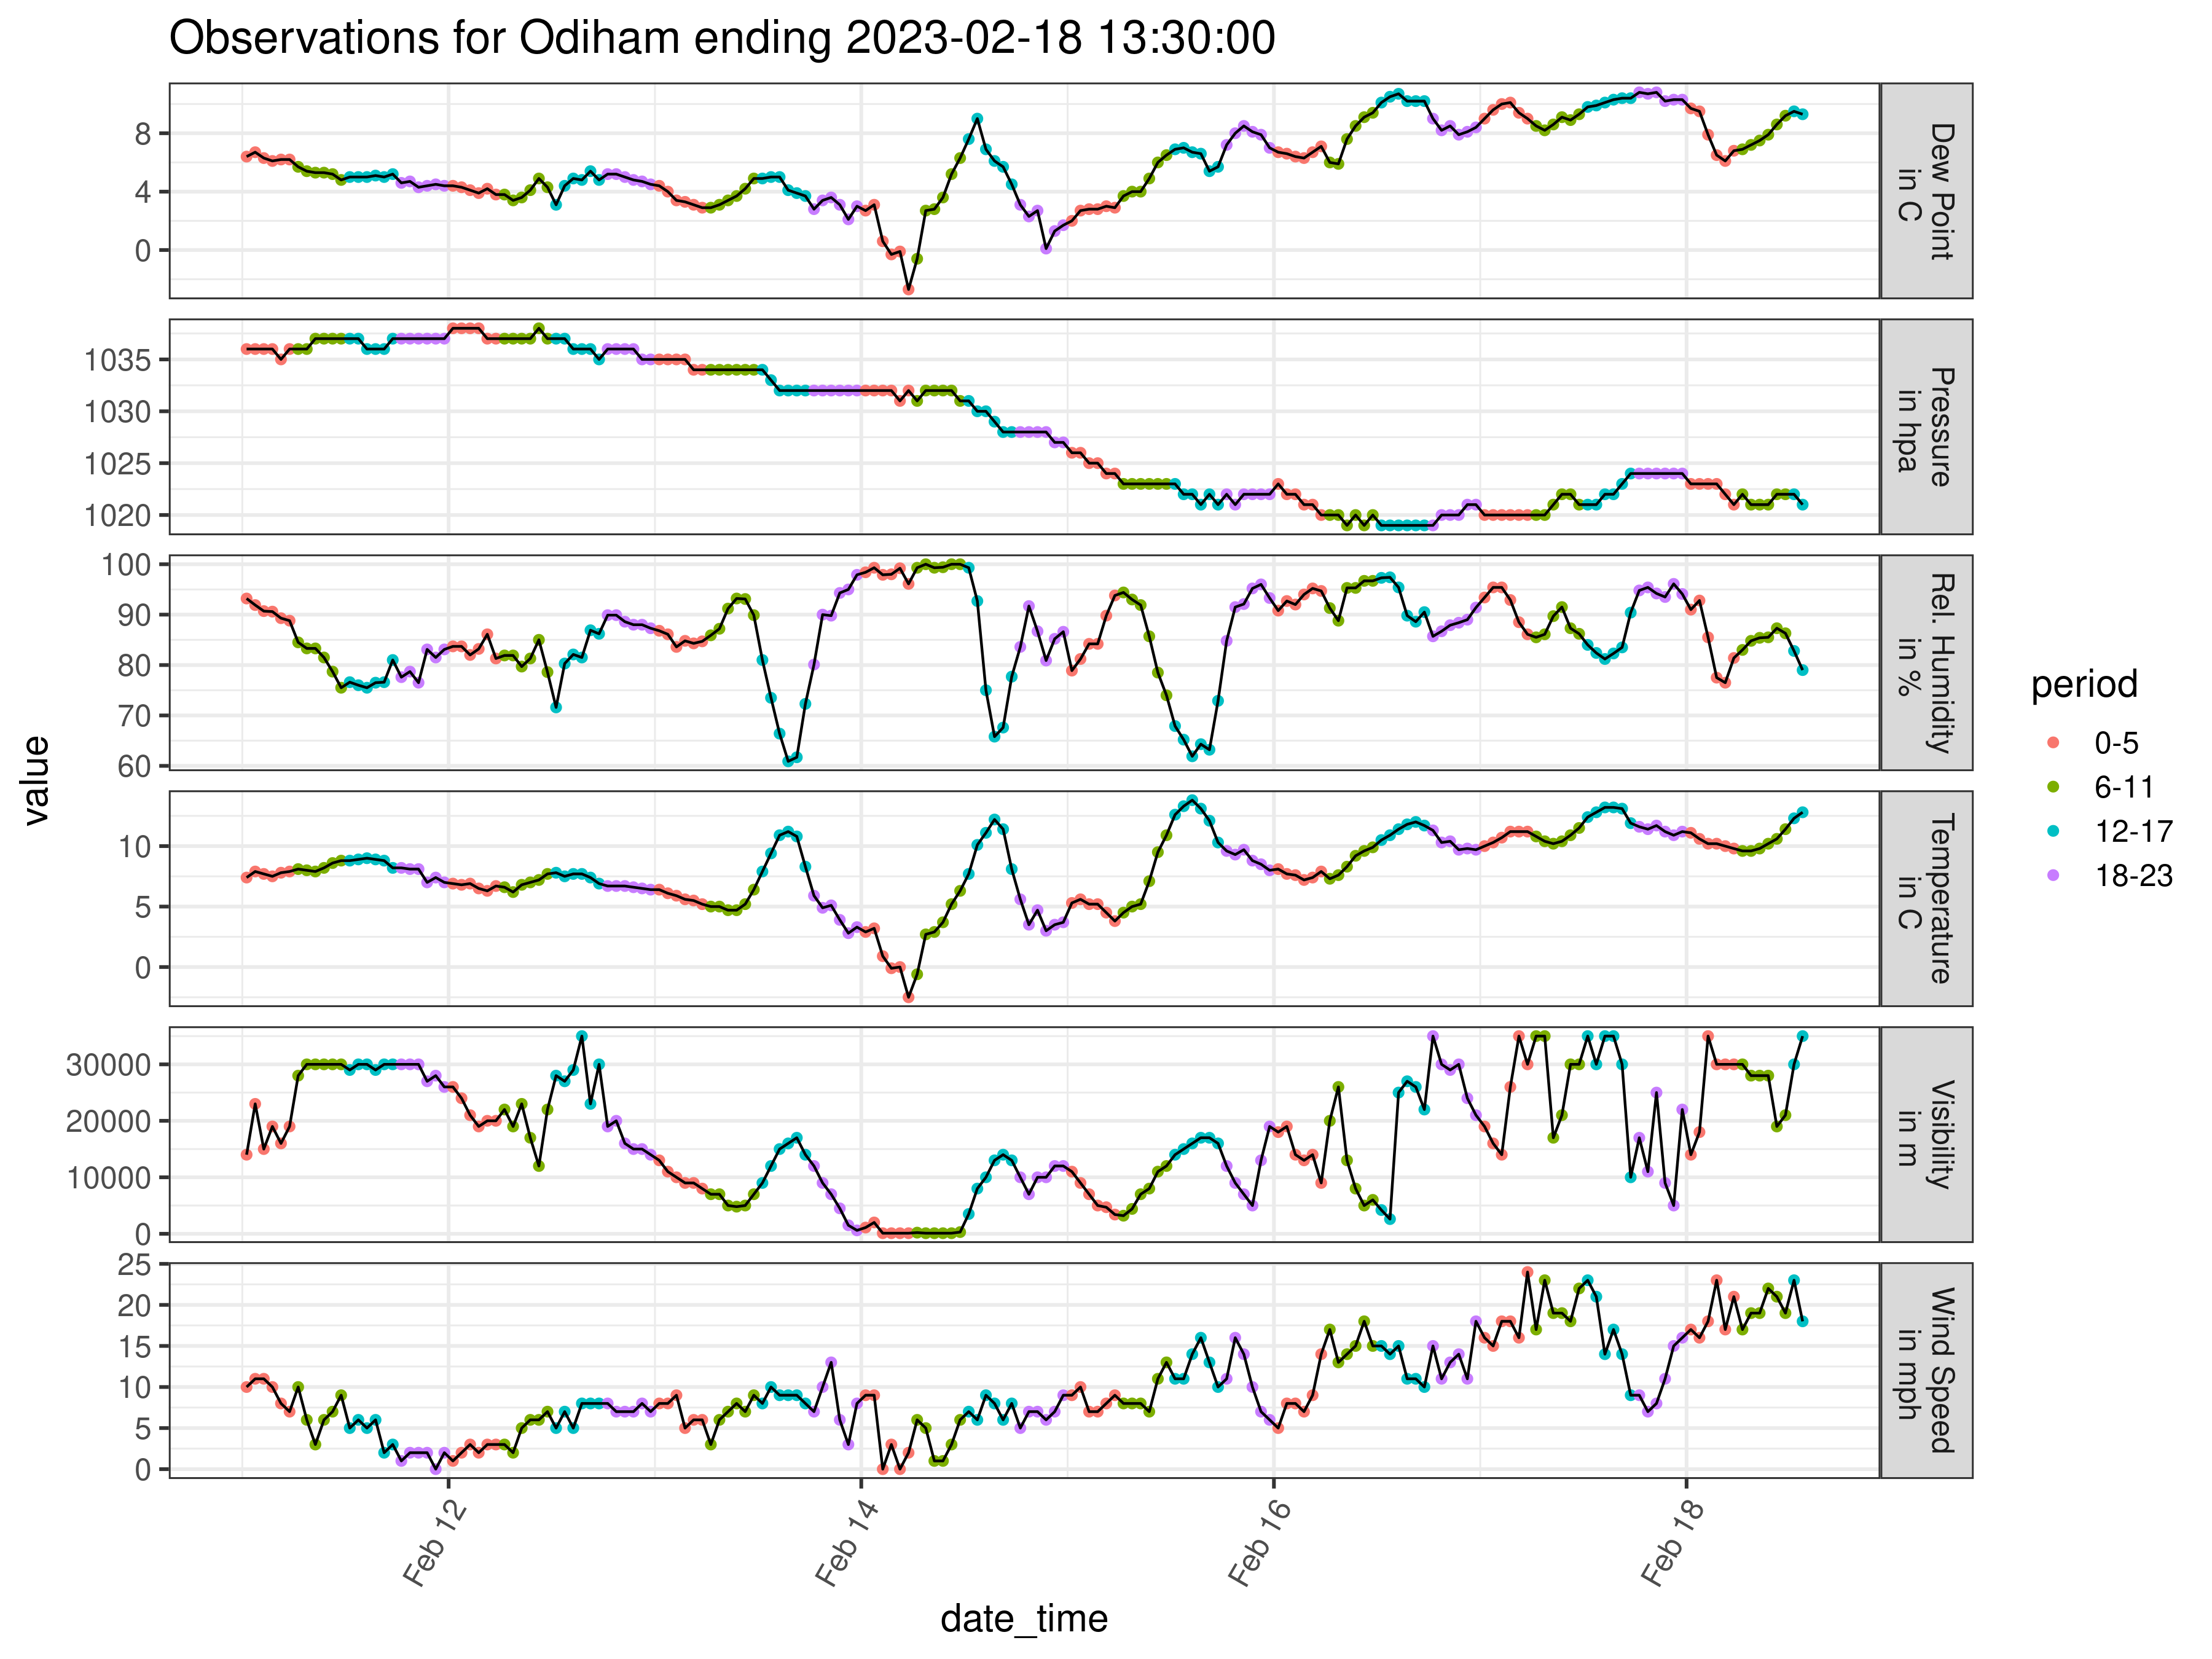 Observations for Odiham ending 2023-02-18 13:30:00
8
4
0
Dew Point
in C
1035
1030
1025
1020
Pressure
in hpa
100
90
80
70
60
Rel. Humidity
in %
10
5
0
Temperature
in C
30000
20000
10000
0
Visibility
in m
25
20
15
10
5
0
Wind Speed
in mph
value
Feb 12
Feb 14
Feb 16
Feb 18
date_time
period
0-5
6-11
12-17
18-23